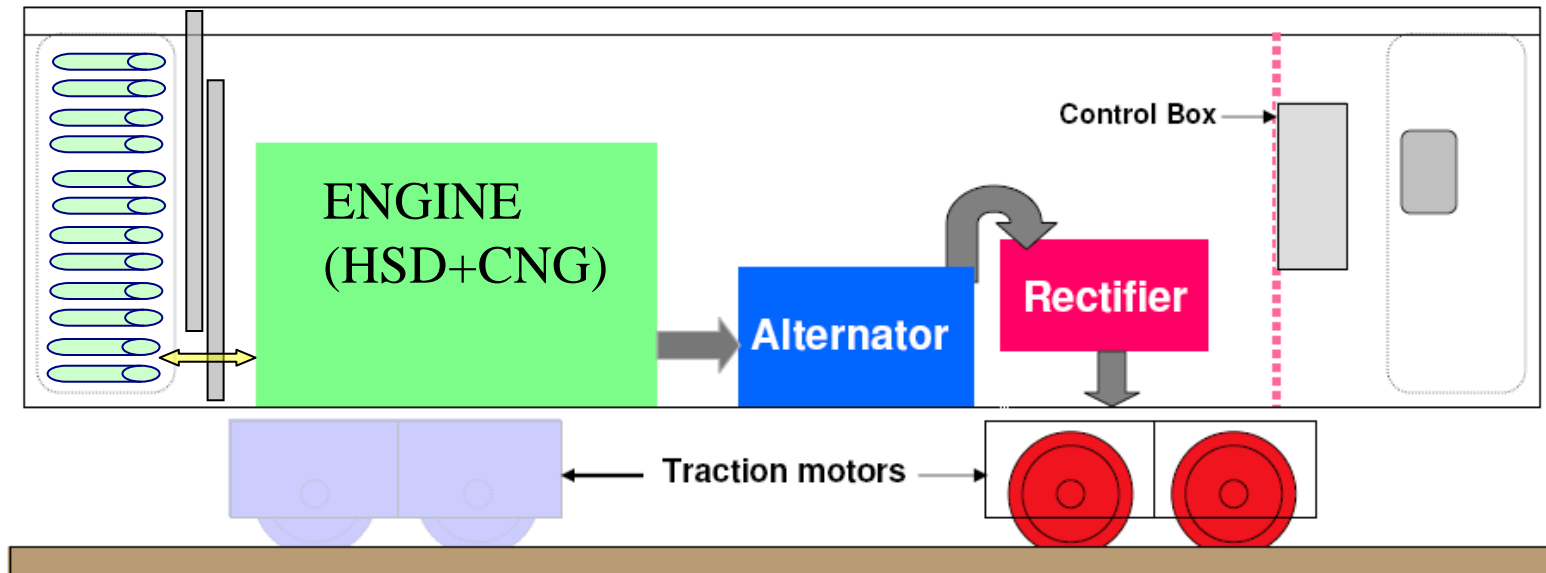 Control Box
ENGINE
(HSD+CNG)
Rectifier
Alternator
Traction motors